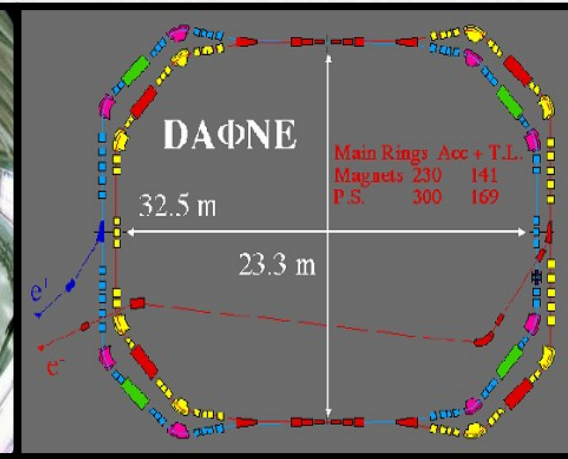 DAΦNE
Main Rings Acc + T.L.
Magnets 230 141
P.S. 300 169
32.5 m
23.3 m
e⁺
e⁻